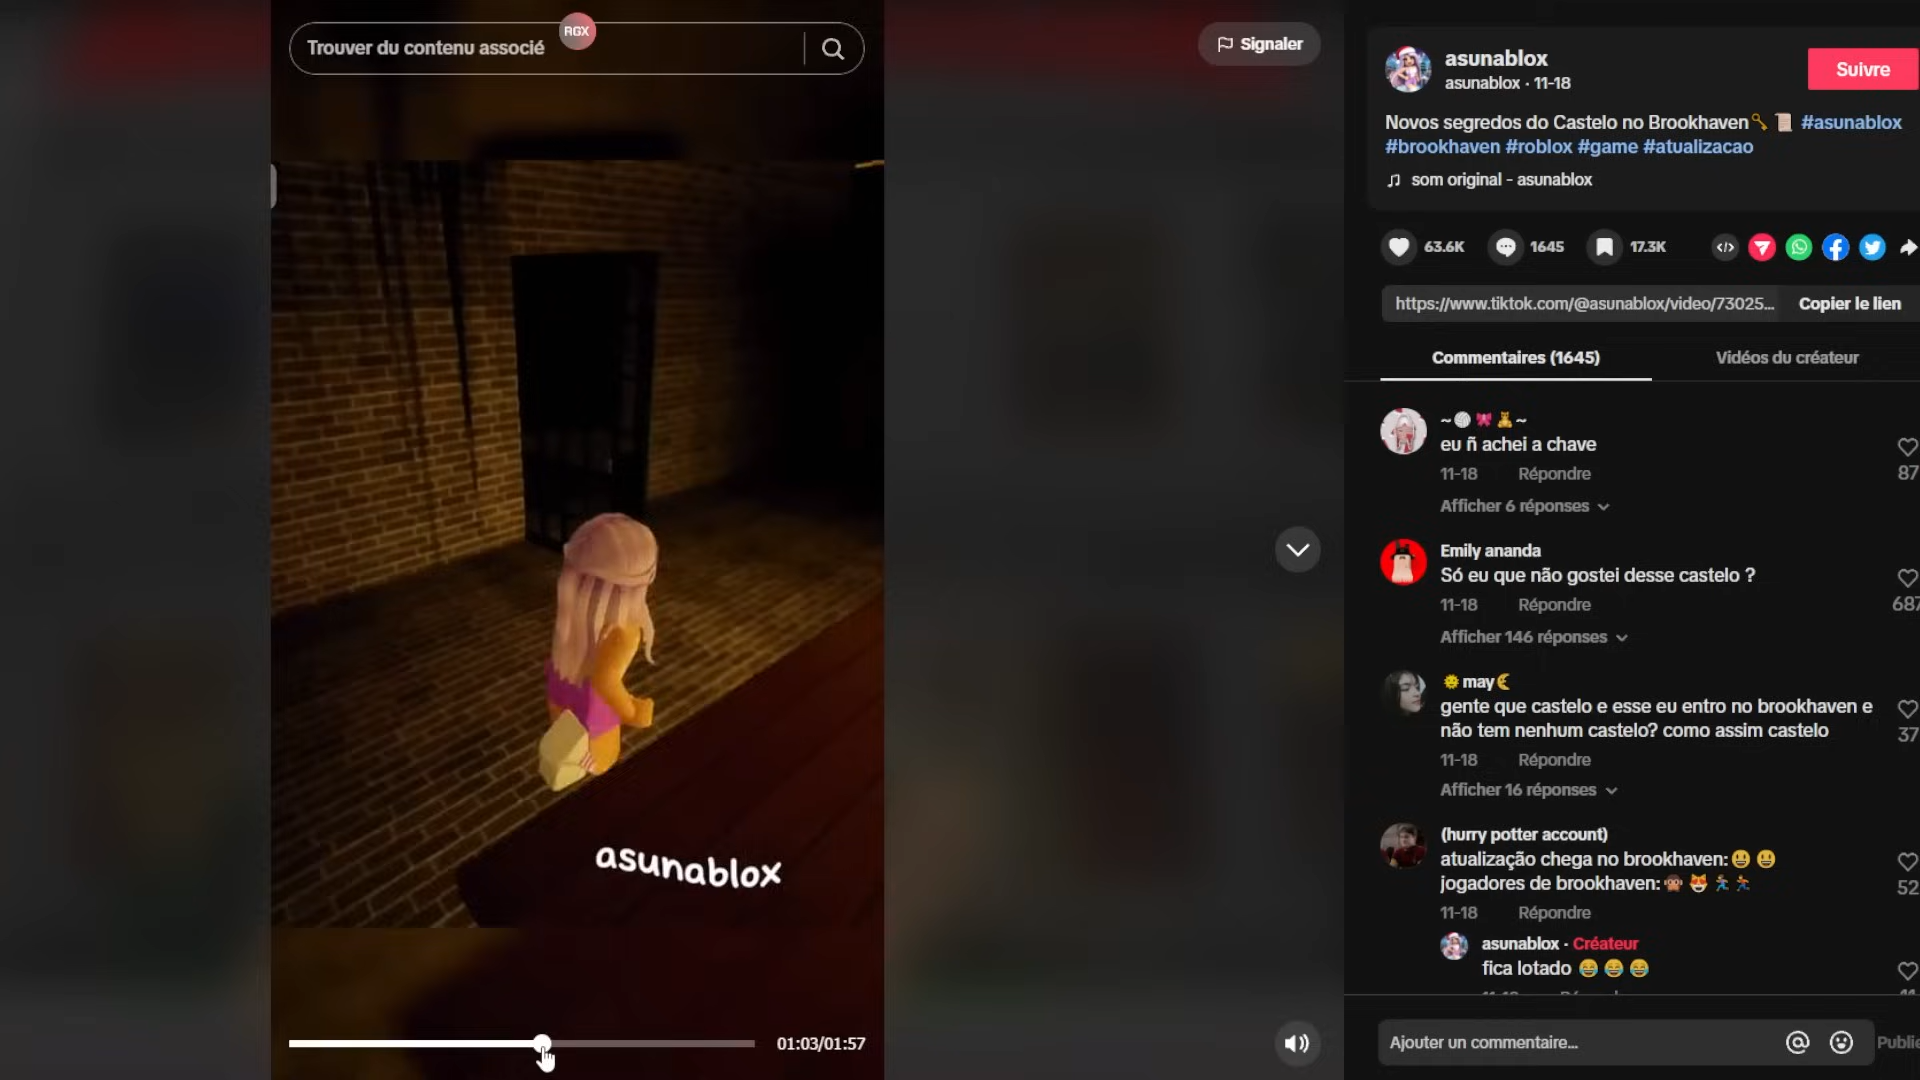 Trouver du contenu associé
RGX
Signaler
asunablox
asunablox · 11-18
Suivre
Novos segredos do Castelo no Brookhaven🗝️ 📜 #asunablox
#brookhaven #roblox #game #atualizacao
som original - asunablox
63.6K
1645
17.3K
https://www.tiktok.com/@asunablox/video/73025...
Copier le lien
Commentaires (1645)
Vidéos du créateur
~🏐🎀🧸~
eu ñ achei a chave
11-18 Répondre
87
Afficher 6 réponses
Emily ananda
Só eu que não gostei desse castelo ?
11-18 Répondre
687
Afficher 146 réponses
🌞may🌜
gente que castelo e esse eu entro no brookhaven e
não tem nenhum castelo? como assim castelo
37
11-18 Répondre
Afficher 16 réponses
(hurry potter account)
atualização chega no brookhaven:😃 😃
jogadores de brookhaven:🙊 😻 🏃 🏃
52
11-18 Répondre
asunablox · Créateur
fica lotado 😂 😂 😂
asunablox
01:03/01:57
Ajouter un commentaire...